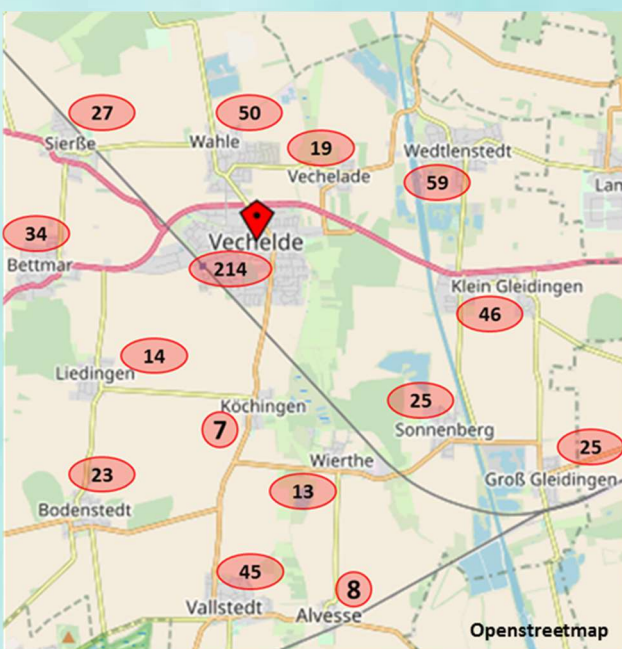 27
50
Sierße
Wahle
19
Wedtlenstedt
Vechelade
59
Lan
34
Vechelde
Bettmar
214
Klein Gleidingen
46
14
Liedingen
25
Köchingen
7
Sonnenberg
25
Wierthe
23
Groß Gleidingen
13
Bodenstedt
45
8
Vallstedt
Alvesse
Openstreetmap